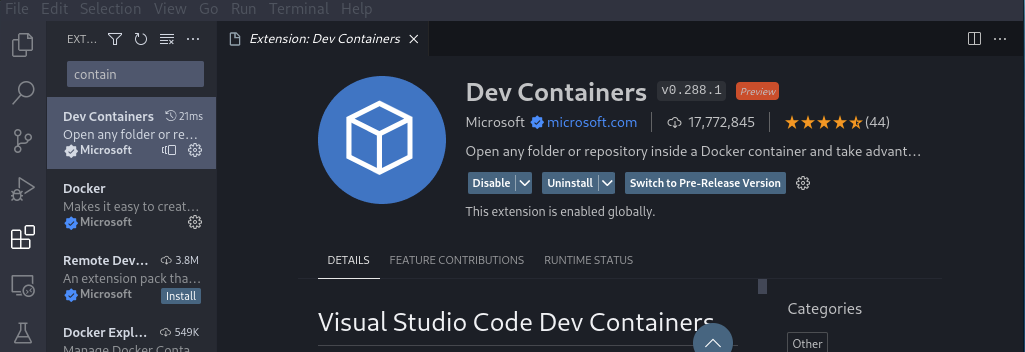 File Edit Selection View Go Run Terminal Help
EXT...
Extension: Dev Containers
contain
Dev Containers 21ms
Open any folder or re...
Microsoft
Docker
Makes it easy to creat...
Microsoft
Remote Dev... 3.8M
An extension pack tha...
Microsoft Install
Docker Expl... 549K
Manage Docker Conta...
Dev Containers v0.288.1 Preview
Microsoft microsoft.com 17,772,845 (44)
Open any folder or repository inside a Docker container and take advant...
Disable Uninstall Switch to Pre-Release Version
This extension is enabled globally.
DETAILS FEATURE CONTRIBUTIONS RUNTIME STATUS
Visual Studio Code Dev Containers
Categories
Other